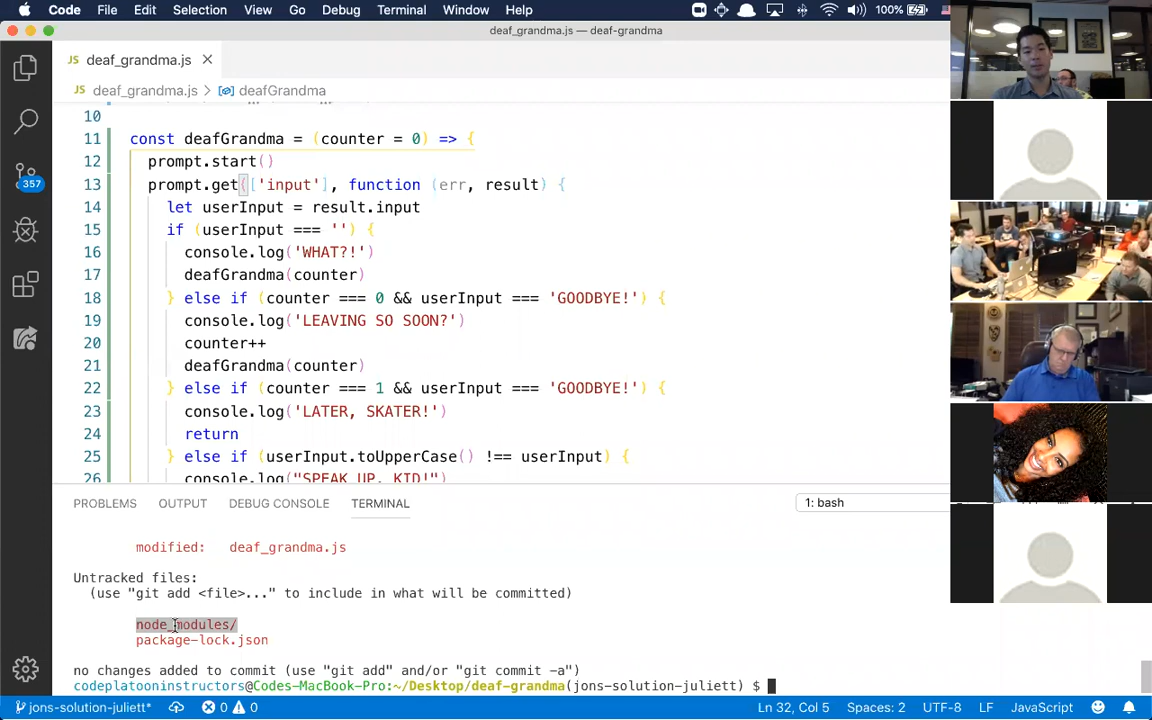 Code File Edit Selection View Go Debug Terminal Window Help 100%
deaf_grandma.js — deaf-grandma
JS deaf_grandma.js ×
JS deaf_grandma.js > deafGrandma
10
11 const deafGrandma = (counter = 0) => {
12 prompt.start()
13 prompt.get(['input'], function (err, result) {
14 let userInput = result.input
15 if (userInput === '') {
16 console.log('WHAT?!')
17 deafGrandma(counter)
18 } else if (counter === 0 && userInput === 'GOODBYE!') {
19 console.log('LEAVING SO SOON?')
20 counter++
21 deafGrandma(counter)
22 } else if (counter === 1 && userInput === 'GOODBYE!') {
23 console.log('LATER, SKATER!')
24 return
25 } else if (userInput.toUpperCase() !== userInput) {
26 console.log("SPEAK UP, KID!")
357
PROBLEMS OUTPUT DEBUG CONSOLE TERMINAL 1: bash
modified: deaf_grandma.js
Untracked files:
(use "git add <file>..." to include in what will be committed)
node_modules/
package-lock.json
no changes added to commit (use "git add" and/or "git commit -a")
codeplatooninstructors@Codes-MacBook-Pro:~/Desktop/deaf-grandma(jons-solution-juliett) $
jons-solution-juliett* 0 0 Ln 32, Col 5 Spaces: 2 UTF-8 LF JavaScript